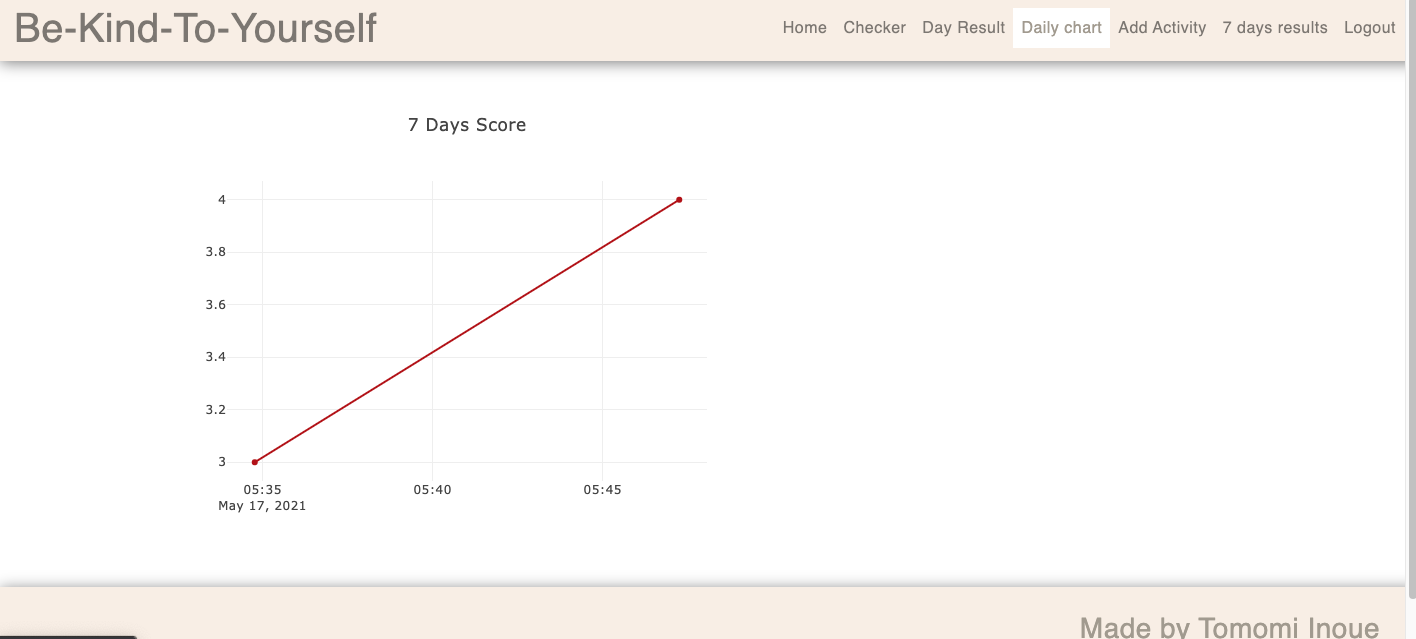 Be-Kind-To-Yourself
Home Checker Day Result Daily chart Add Activity 7 days results Logout
7 Days Score
4
3.8
3.6
3.4
3.2
3
05:35 05:40 05:45
May 17, 2021
Made by Tomomi Inoue